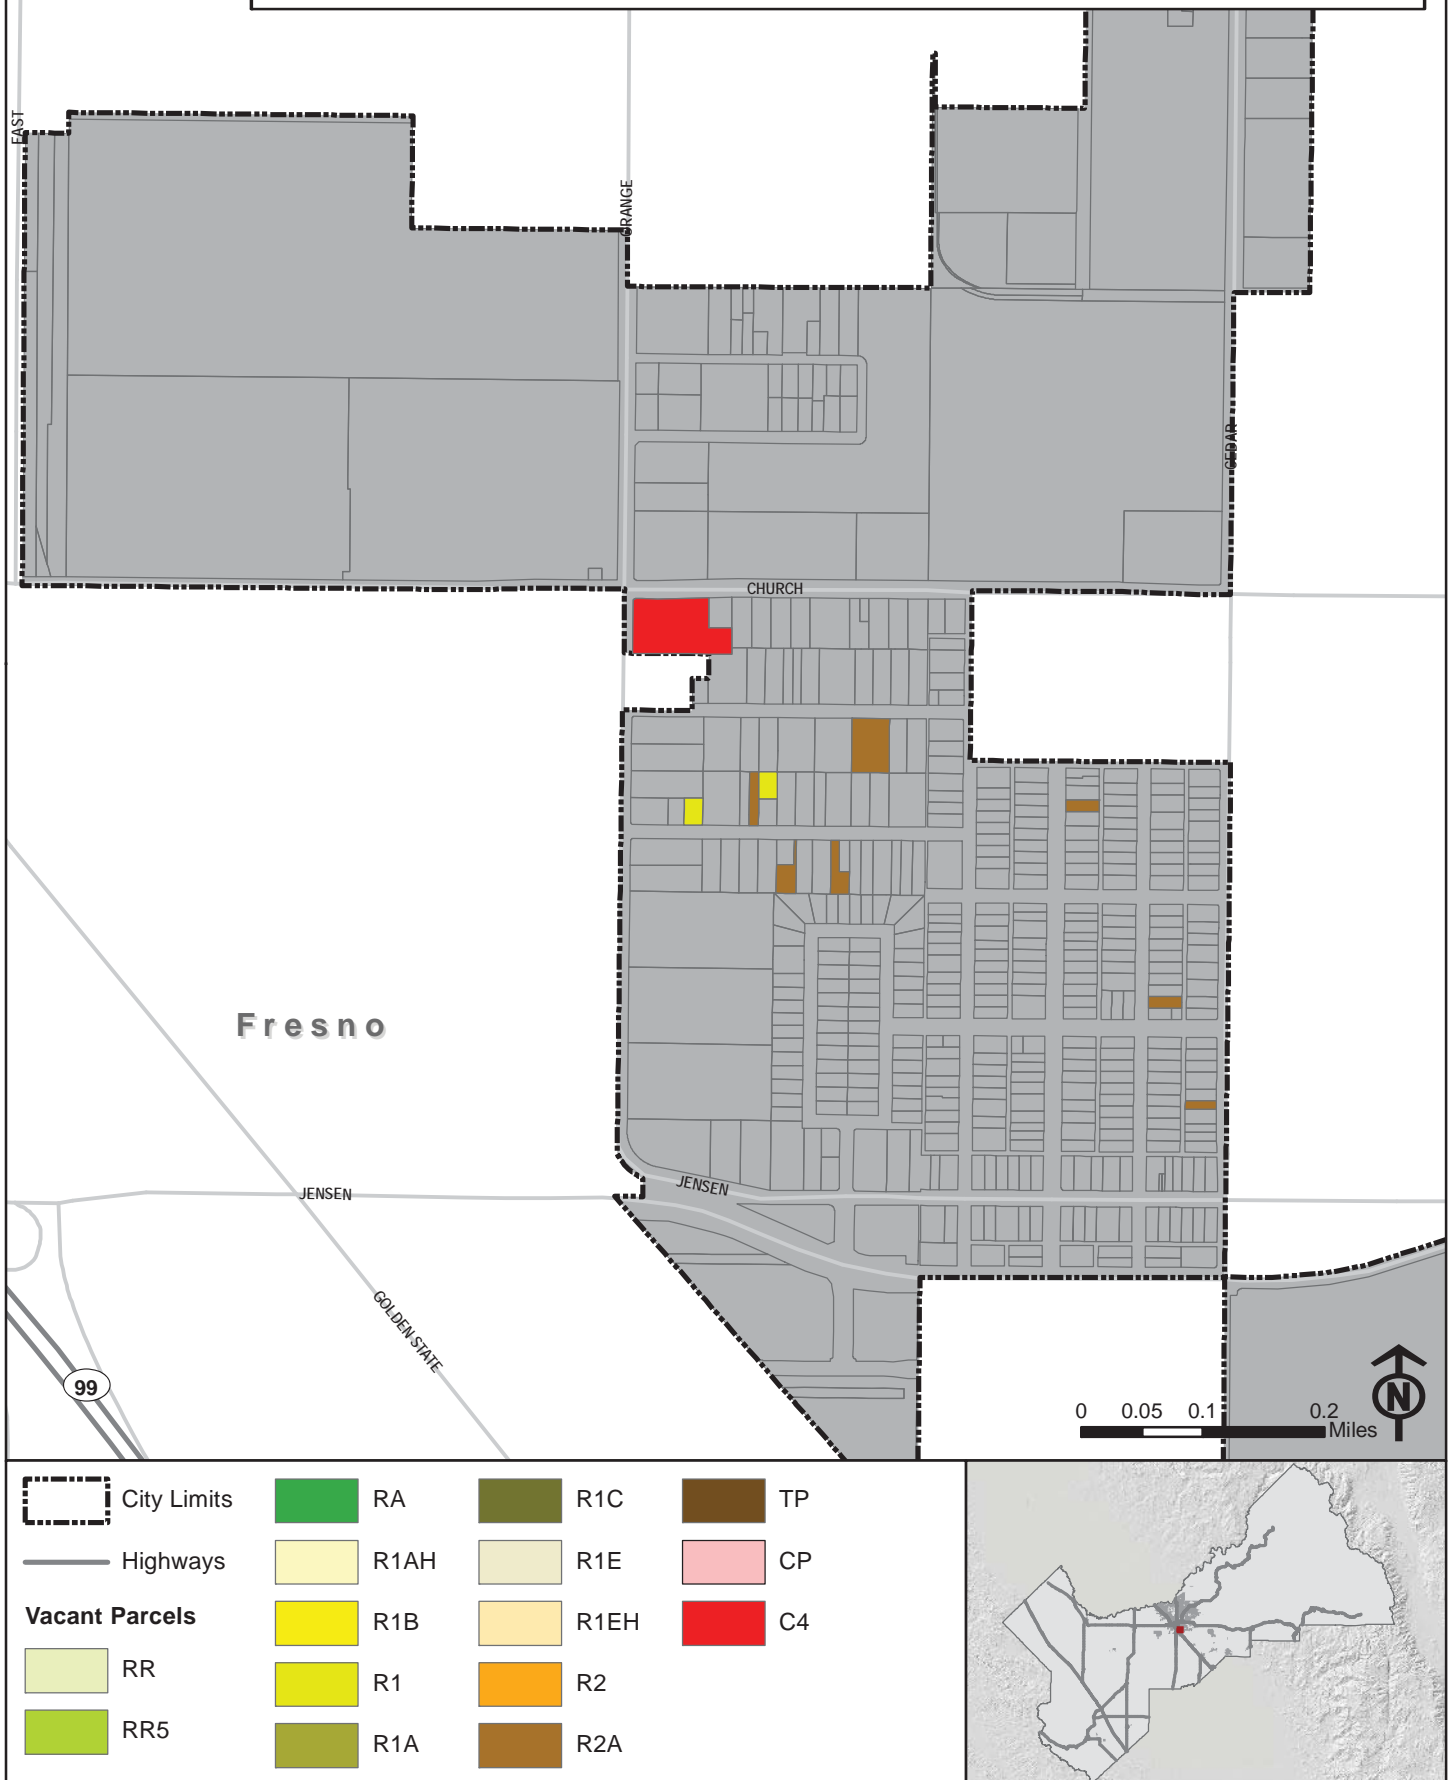 EAST
ORANGE
CEDAR
CHURCH
Fresno
JENSEN
JENSEN
GOLDEN STATE
99
N
0 0.05 0.1 0.2
Miles
City Limits
Highways
Vacant Parcels
RR
RR5
RA
R1AH
R1B
R1
R1A
R1C
R1E
R1EH
R2
R2A
TP
CP
C4